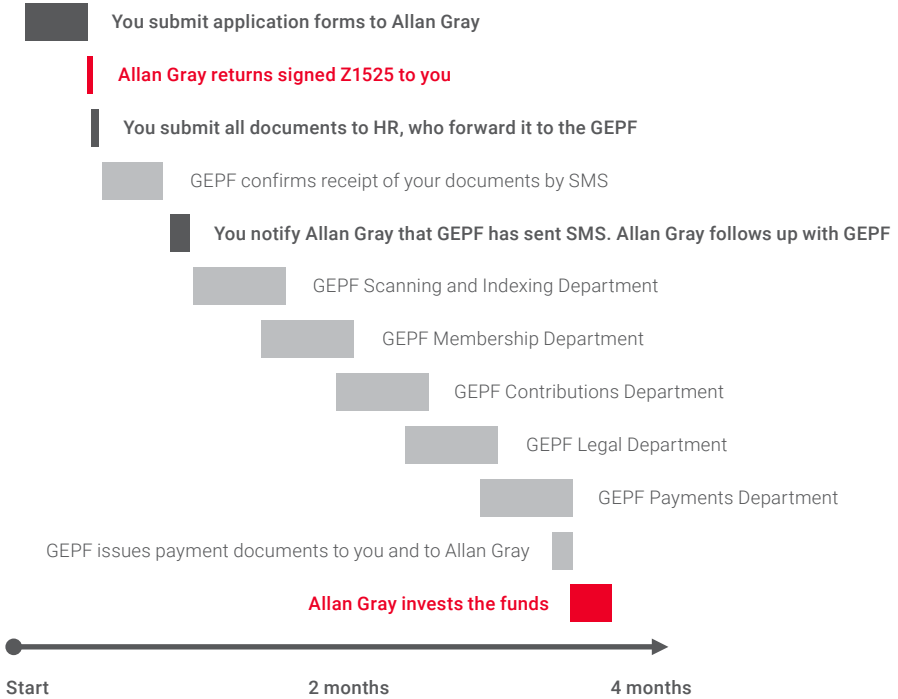 You submit application forms to Allan Gray
Allan Gray returns signed Z1525 to you
You submit all documents to HR, who forward it to the GEPF
GEPF confirms receipt of your documents by SMS
You notify Allan Gray that GEPF has sent SMS. Allan Gray follows up with GEPF
GEPF Scanning and Indexing Department
GEPF Membership Department
GEPF Contributions Department
GEPF Legal Department
GEPF Payments Department
GEPF issues payment documents to you and to Allan Gray
Allan Gray invests the funds
Start 2 months 4 months